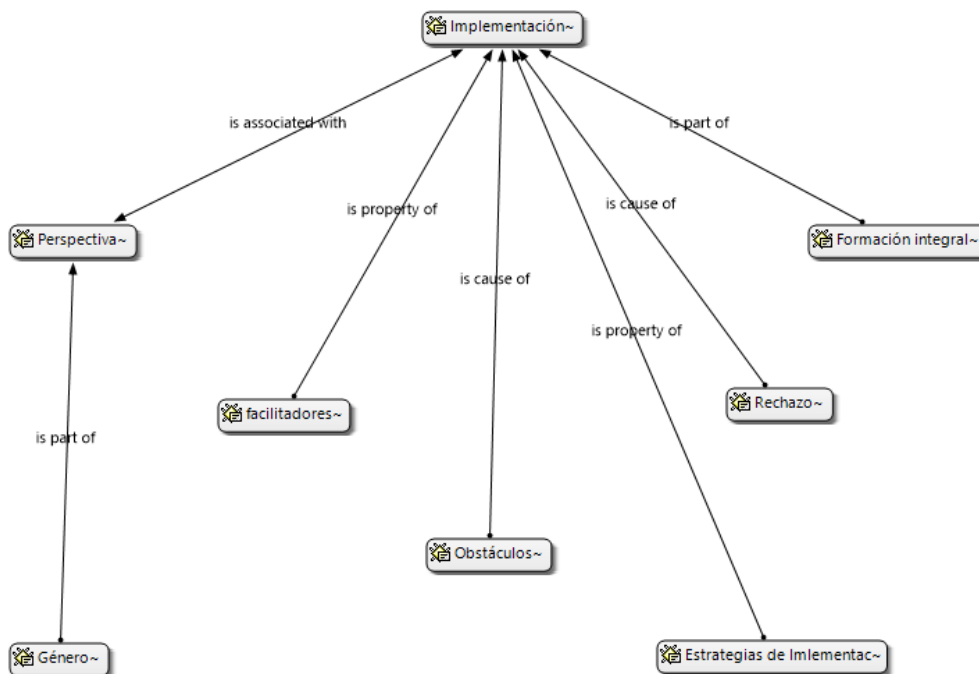 Implementación~
is associated with
is part of
is property of
is cause of
Perspectiva~
Formación integral~
is cause of
is property of
facilitadores~
Rechazo~
is part of
Obstáculos~
Género~
Estrategias de Imlementac~